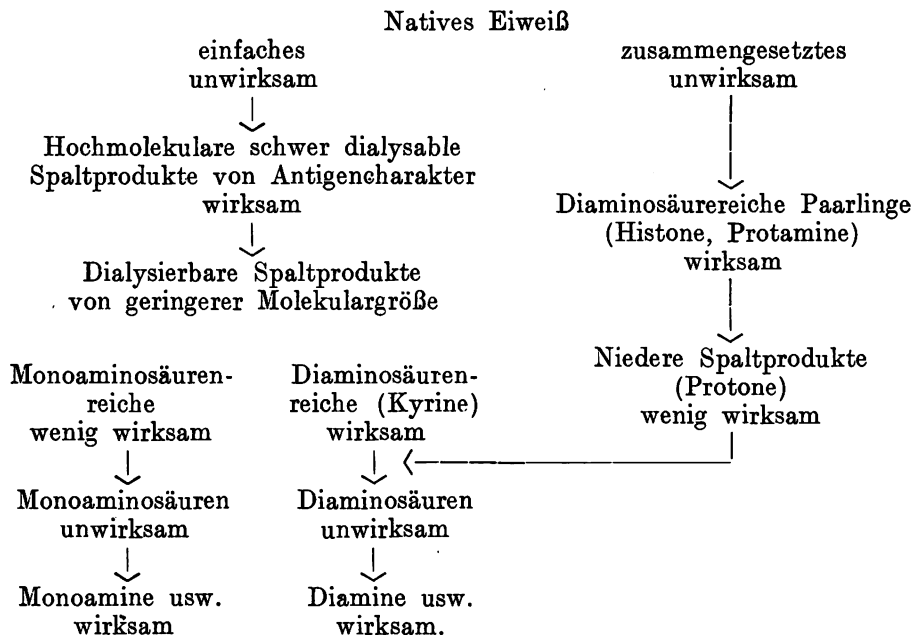 Natives Eiweiß
einfaches
unwirksam
Hochmolekulare schwer dialysable
Spaltprodukte von Antigencharakter
wirksam
Dialysierbare Spaltprodukte
von geringerer Molekulargröße
Monoaminosäuren-
reiche
wenig wirksam
Monoaminosäuren
unwirksam
Monoamine usw.
wirksam
Diaminosäuren-
reiche (Kyrine)
wirksam
Diaminosäuren
unwirksam
Diamine usw.
wirksam.
zusammengesetztes
unwirksam
Diaminosäurereiche Paarlinge
(Histone, Protamine)
wirksam
Niedere Spaltprodukte
(Protone)
wenig wirksam